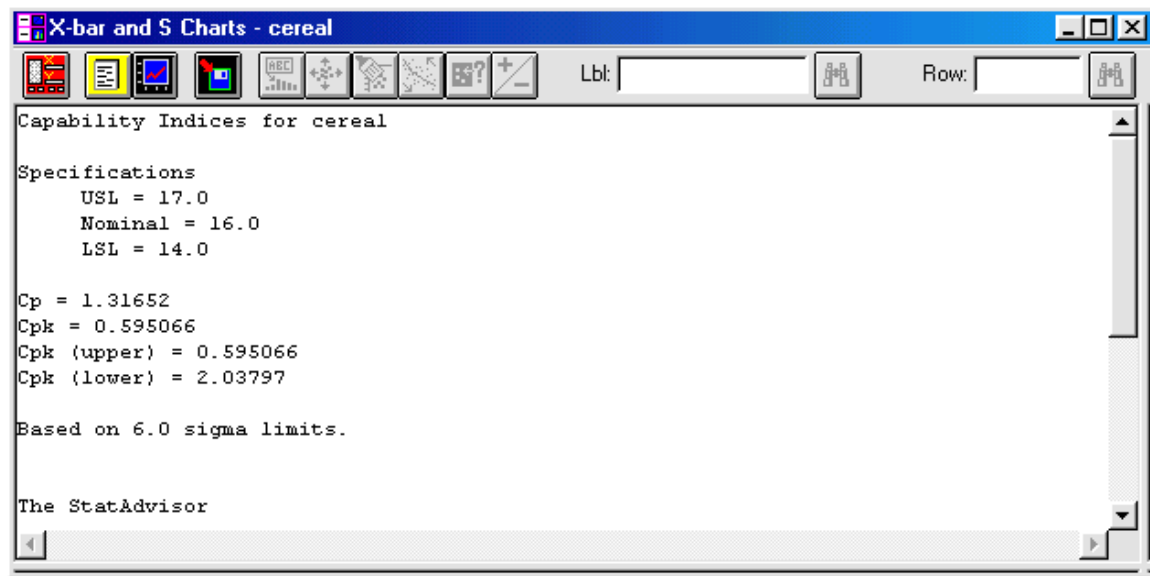 X-bar and S Charts - cereal
ABC
Lbl:
Row:
Capability Indices for cereal
Specifications
USL = 17.0
Nominal = 16.0
LSL = 14.0
Cp = 1.31652
Cpk = 0.595066
Cpk (upper) = 0.595066
Cpk (lower) = 2.03797
Based on 6.0 sigma limits.
The StatAdvisor